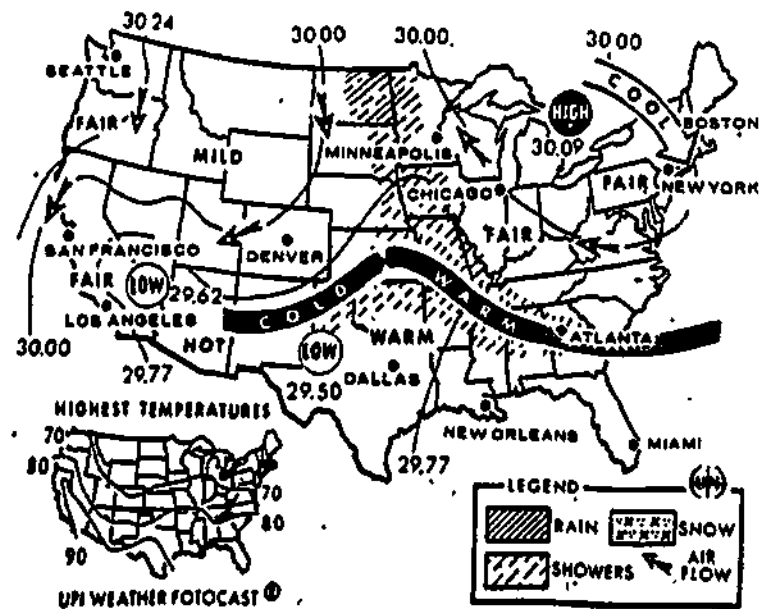 30.24
30.00
30.00.
30.00
SEATTLE
COOL
HIGH
30.09
BOSTON
FAIR
MILD
MINNEAPOLIS
CHICAGO
FAIR
NEW YORK
SAN FRANCISCO
DENVER
FAIR
FAIR
LOW
29.62
COLD
WARM
LOS ANGELES
HOT
LOW
WARM
ATLANTA
30.00
29.77
29.50
DALLAS
NEW ORLEANS
MIAMI
29.77
HIGHEST TEMPERATURES
70
80
70
80
90
UPI WEATHER FOTOCAST ®
LEGEND
UPI
RAIN
SNOW
SHOWERS
AIR FLOW